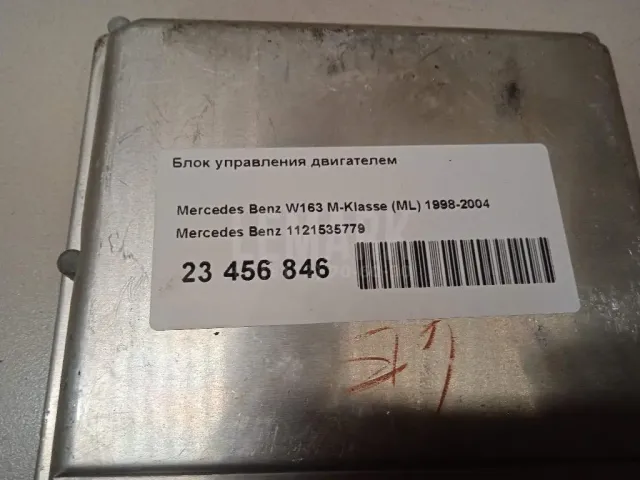 Блок управления двигателем
Mercedes Benz W163 M-Klasse (ML) 1998-2004
Mercedes Benz 1121535779
23 456 846